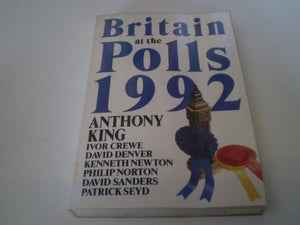 Britain
at the
Polls
1992
ANTHONY
KING
IVOR CREWE
DAVID DENVER
KENNETH NEWTON
PHILIP NORTON
DAVID SANDERS
PATRICK SEYD